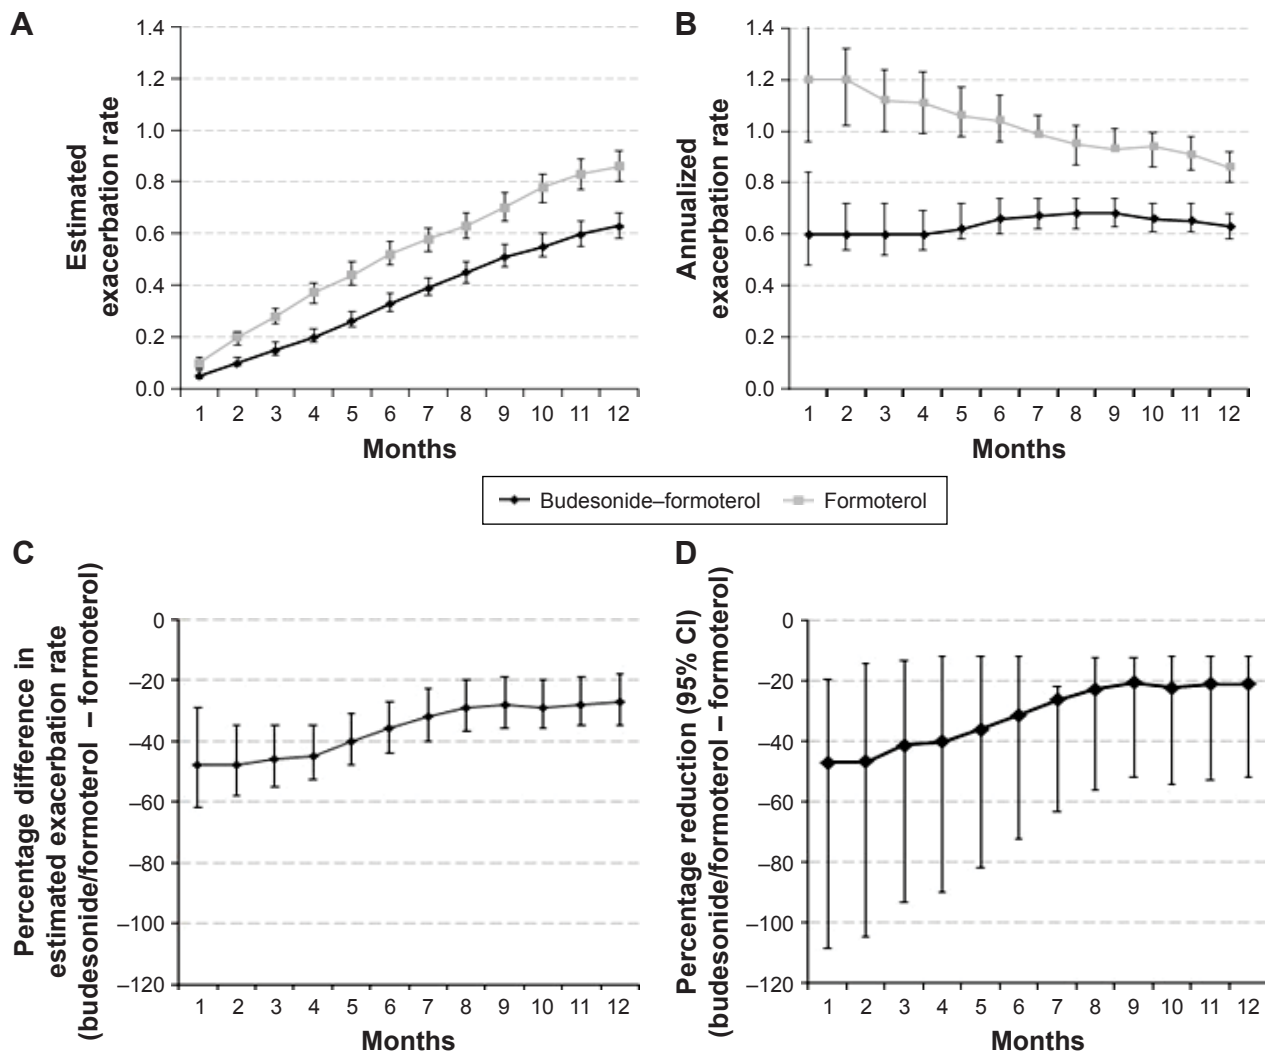 A
Estimated
exacerbation rate
1.4
1.2
1.0
0.8
0.6
0.4
0.2
0.0
1 2 3 4 5 6 7 8 9 10 11 12
Months
B
Annualized
exacerbation rate
1.4
1.2
1.0
0.8
0.6
0.4
0.2
0.0
1 2 3 4 5 6 7 8 9 10 11 12
Months
Budesonide–formoterol Formoterol
C
Percentage difference in
estimated exacerbation rate
(budesonide/formoterol – formoterol)
0
–20
–40
–60
–80
–100
–120
1 2 3 4 5 6 7 8 9 10 11 12
Months
D
Percentage reduction (95% CI)
(budesonide/formoterol – formoterol)
0
–20
–40
–60
–80
–100
–120
1 2 3 4 5 6 7 8 9 10 11 12
Months